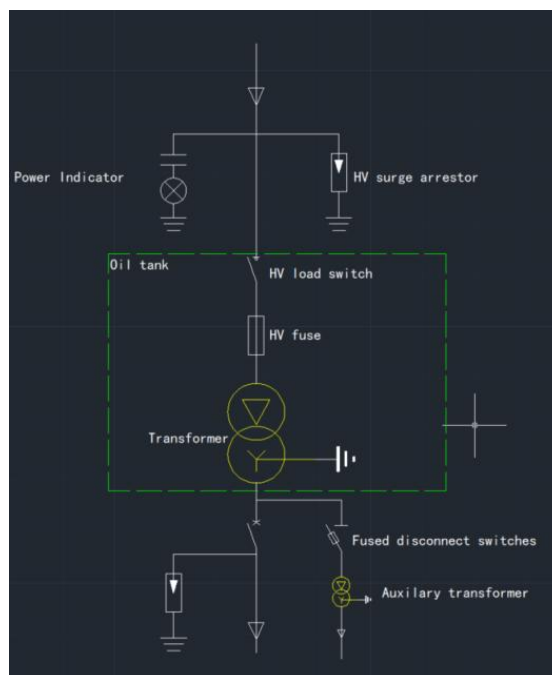 Power Indicator
HV surge arrestor
Oil tank
HV load switch
HV fuse
Transformer
Fused disconnect switches
Auxilary transformer